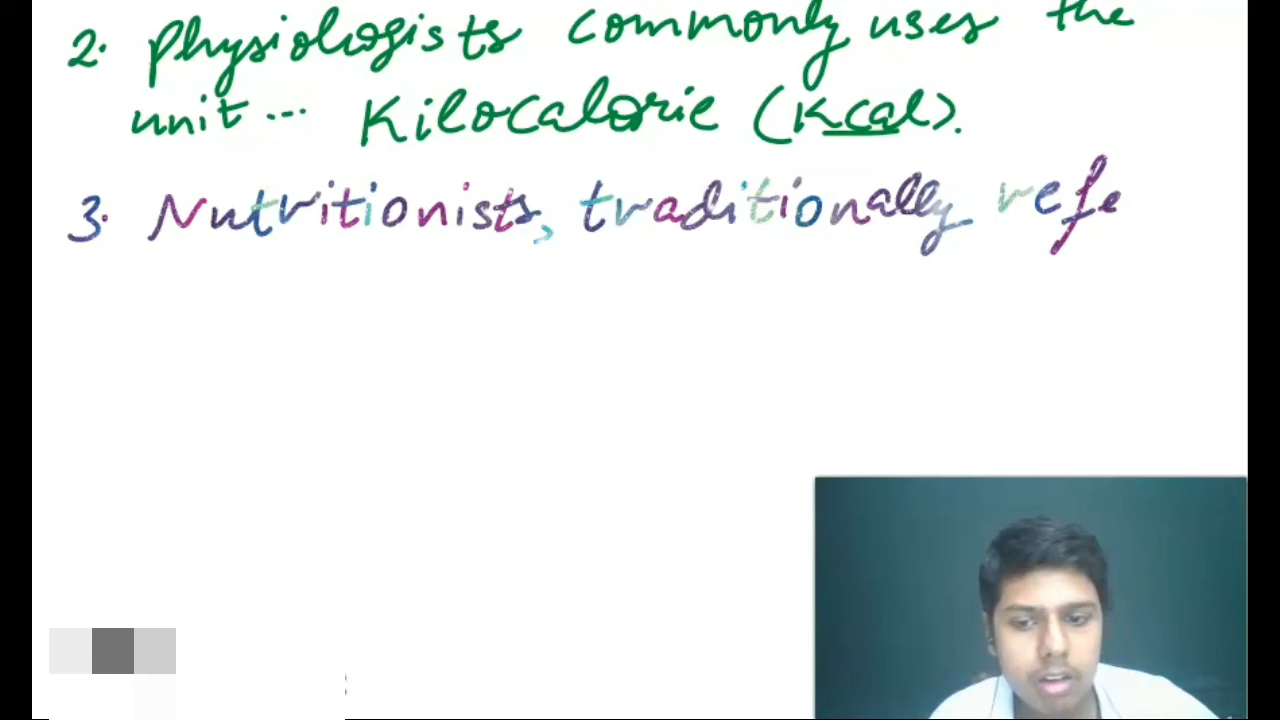 2. Physiologists commonly uses the
unit... Kilocalorie (Kcal).
3. Nutritionists, traditionally refe